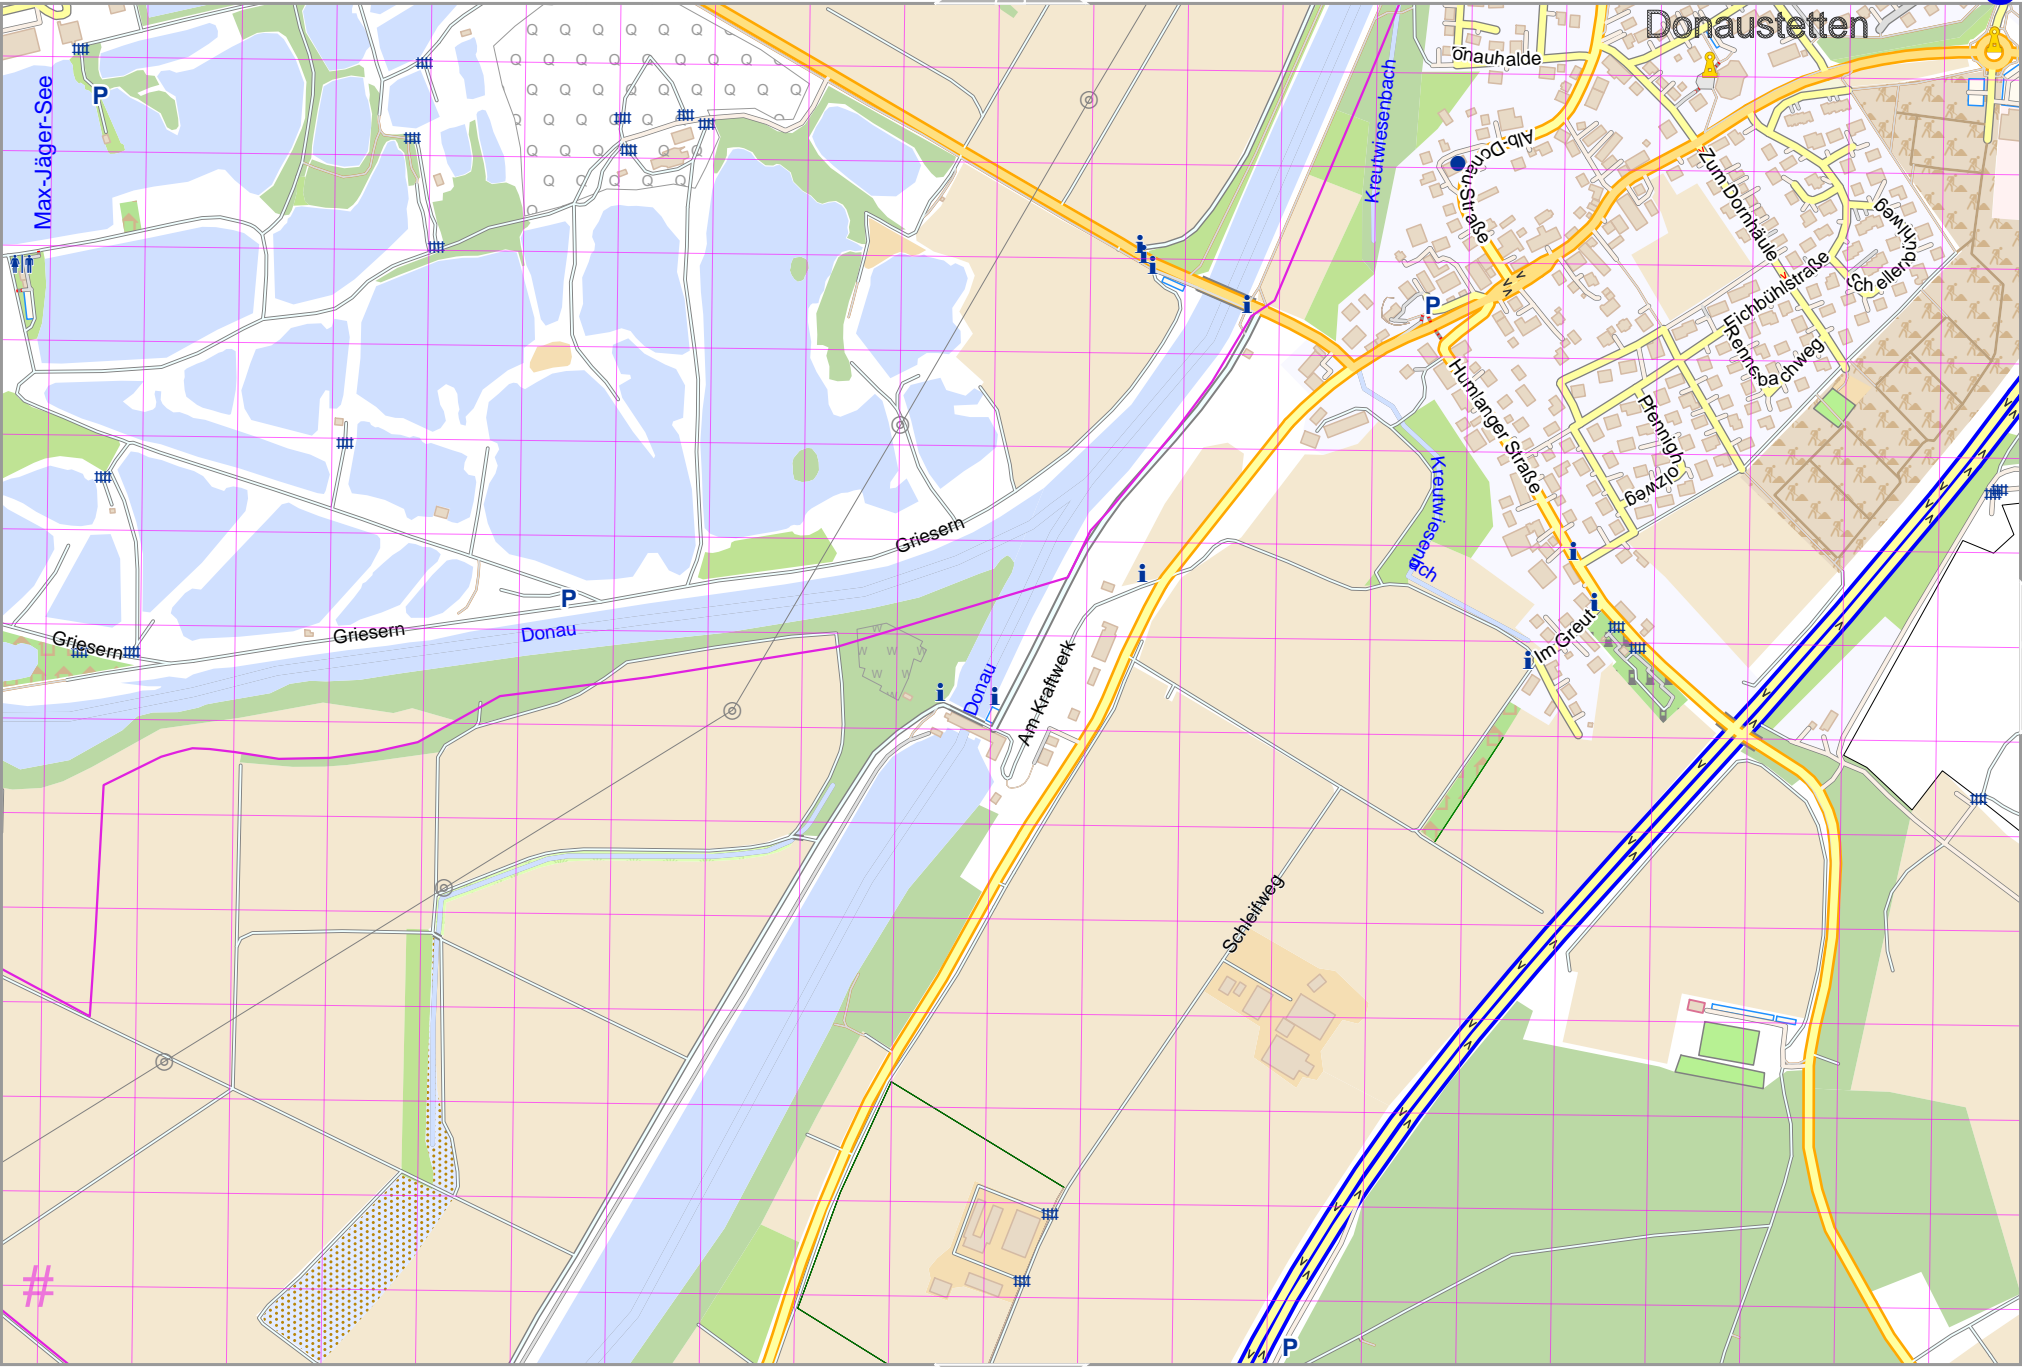 Donaustetten
onauhalde
Max-Jäger-See
P
Kreutwiesenbach
Alb-Donau-Straße
Zum Dornhäule
Eichbühlstraße
Rennebachweg
P
Humlanger Straße
Pfennigholzweg
Kreutwiesenbach
Griesern
P
Griesern
Griesern
Donau
Im Greut
Donau
Am Kraftwerk
Schleifweg
#
P